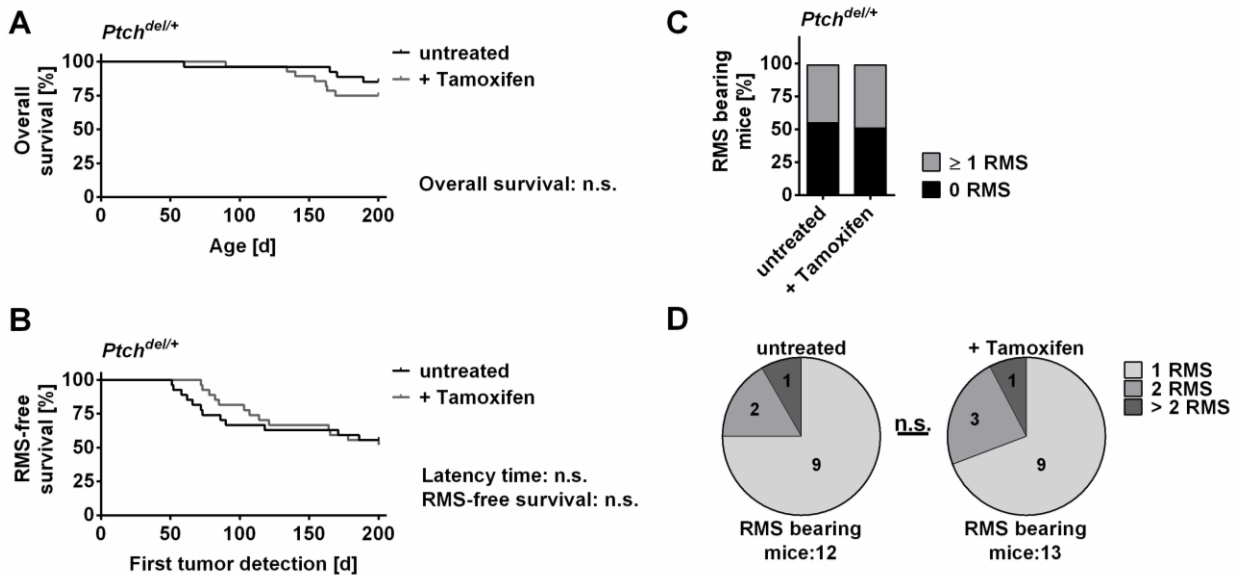 A
Ptch^del/+
Overall
survival [%]
100
75
50
25
0
0 50 100 150 200
Age [d]
untreated
+ Tamoxifen
Overall survival: n.s.
B
Ptch^del/+
RMS-free
survival [%]
100
75
50
25
0
0 50 100 150 200
First tumor detection [d]
untreated
+ Tamoxifen
Latency time: n.s.
RMS-free survival: n.s.
C
Ptch^del/+
RMS bearing
mice [%]
100
75
50
25
0
untreated
+ Tamoxifen
≥ 1 RMS
0 RMS
D
untreated
1
2
9
RMS bearing
mice:12
n.s.
+ Tamoxifen
1
3
9
RMS bearing
mice:13
1 RMS
2 RMS
> 2 RMS